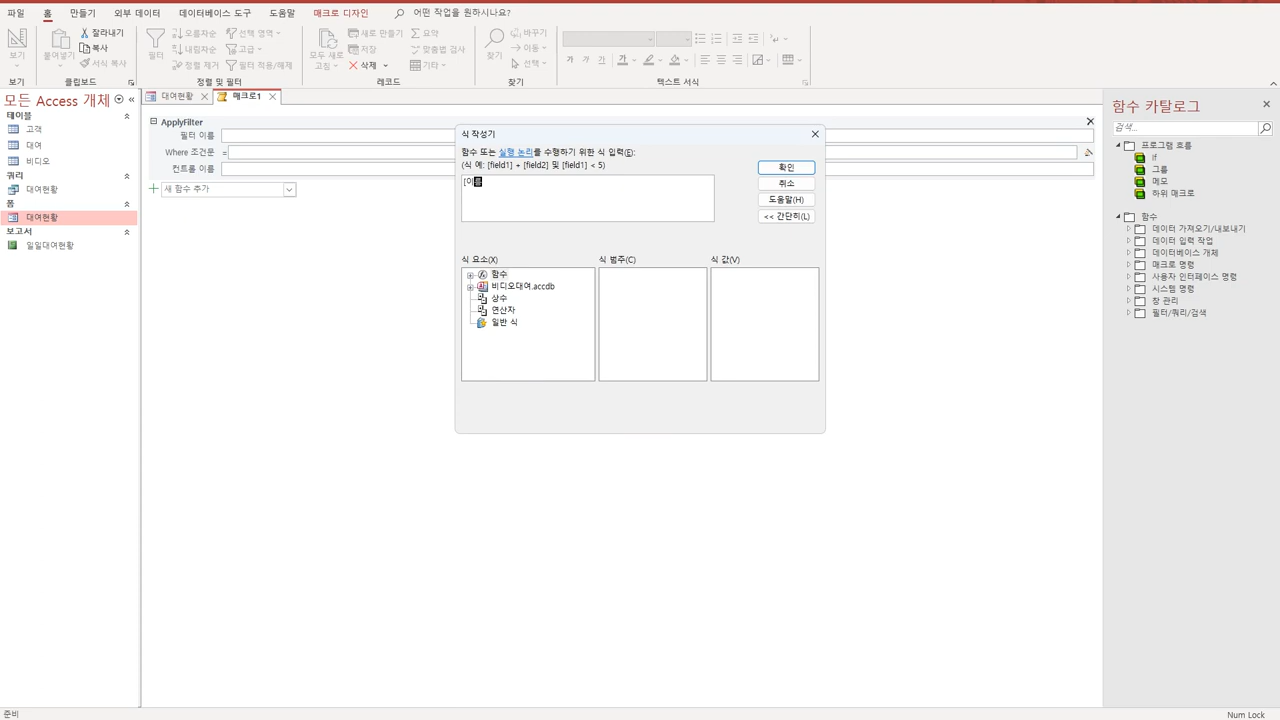 파일 홈 만들기 외부 데이터 데이터베이스 도구 도움말 매크로 디자인 어떤 작업을 원하시나요?
보기
붙여넣기
잘라내기
복사
서식 복사
필터
오름차순
내림차순
정렬 제거
선택 영역
고급
필터 적용/해제
모두 새로 고침
새로 만들기
저장
삭제
요약
맞춤법 검사
기타
찾기
바꾸기
이동
선택
가 가 가 가
보기 클립보드 정렬 및 필터 레코드 찾기 텍스트 서식
모든 Access 개체
테이블
고객
대여
비디오
쿼리
대여현황
폼
대여현황
보고서
일일대여현황
대여현황 매크로1
ApplyFilter
필터 이름
Where 조건문 =
컨트롤 이름
새 함수 추가
식 작성기
함수 또는 실행 논리를 수행하기 위한 식 입력(E):
(식 예: [field1] + [field2] 및 [field1] < 5)
확인
취소
도움말(H)
<< 간단히(L)
식 요소(X) 식 범주(C) 식 값(V)
함수
비디오대여.accdb
상수
연산자
일반 식
함수 카탈로그
검색...
프로그램 흐름
If
그룹
메모
하위 매크로
함수
데이터 가져오기/내보내기
데이터 입력 작업
데이터베이스 개체
매크로 명령
사용자 인터페이스 명령
시스템 명령
창 관리
필터/쿼리/검색
준비 Num Lock